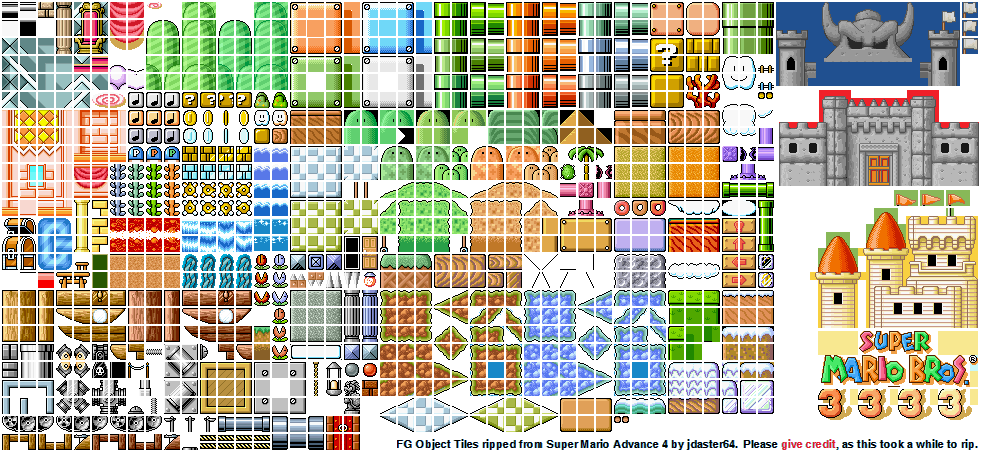 SUPER
MARIO BROS.®
3 3 3 3
P P P P
FG Object Tiles ripped from Super Mario Advance 4 by jdaster64. Please give credit, as this took a while to rip.